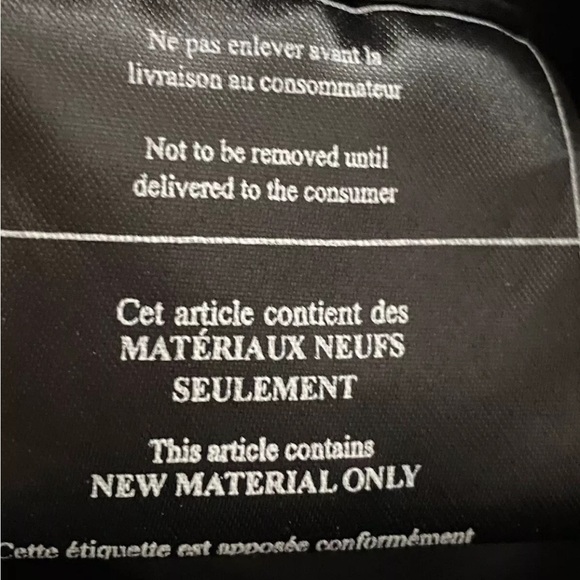 Ne pas enlever avant la
livraison au consommateur
Not to be removed until
delivered to the consumer
Cet article contient des
MATÉRIAUX NEUFS
SEULEMENT
This article contains
NEW MATERIAL ONLY
Cette étiquette est apposée conformément